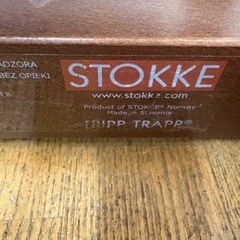 ADZORA
BEZ OPIEKI
STOKKE
www.stokke.com
Product of STOKKE® Norway
Made in Slovenia
TRIPP TRAPP®